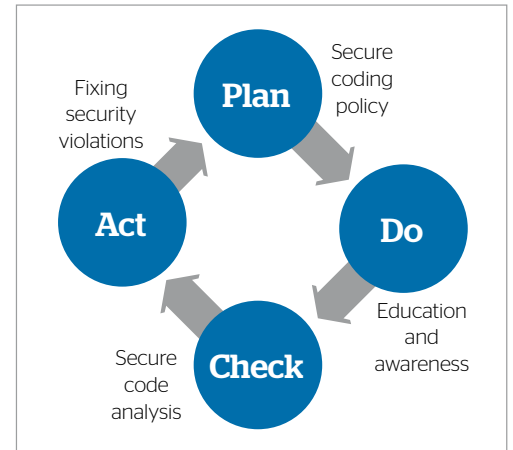 Plan
Secure
coding
policy
Do
Education
and
awareness
Check
Secure
code
analysis
Act
Fixing
security
violations